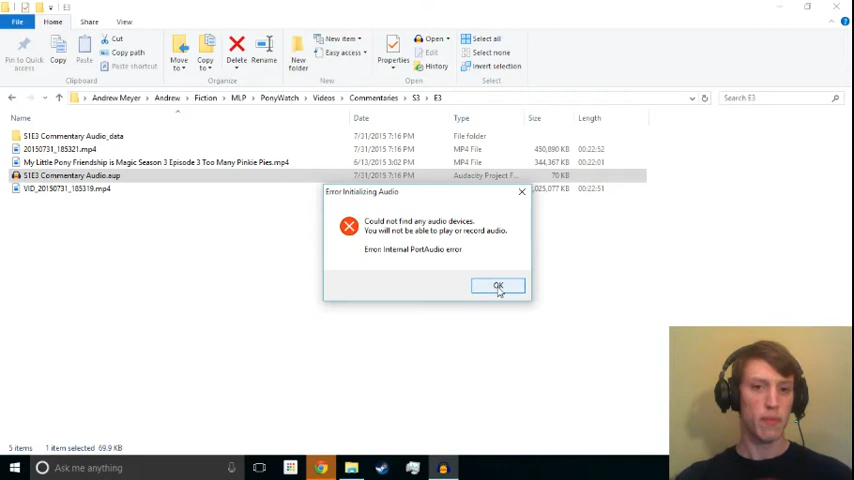 E3
File
Home
Share
View
Pin to Quick access
Copy
Paste
Cut
Copy path
Paste shortcut
Clipboard
Move to
Copy to
Delete
Rename
Organize
New folder
New item
Easy access
New
Properties
Open
Edit
History
Open
Select all
Select none
Invert selection
Select
Andrew Meyer
Andrew
Fiction
MLP
PonyWatch
Videos
Commentaries
S3
E3
Search E3
Name
Date
Type
Size
Length
S1E3 Commentary Audio_data
7/31/2015 7:16 PM
File folder
20150731_185321.mp4
7/31/2015 7:16 PM
MP4 File
450,890 KB
00:22:52
My Little Pony Friendship is Magic Season 3 Episode 3 Too Many Pinkie Pies.mp4
6/13/2015 3:02 PM
MP4 File
344,367 KB
00:22:01
S1E3 Commentary Audio.aup
7/31/2015 7:16 PM
Audacity Project F...
70 KB
VID_20150731_185319.mp4
,025,077 KB
00:22:51
Error Initializing Audio
Could not find any audio devices.
You will not be able to play or record audio.
Error: Internal PortAudio error
OK
5 items
1 item selected 69.9 KB
Ask me anything